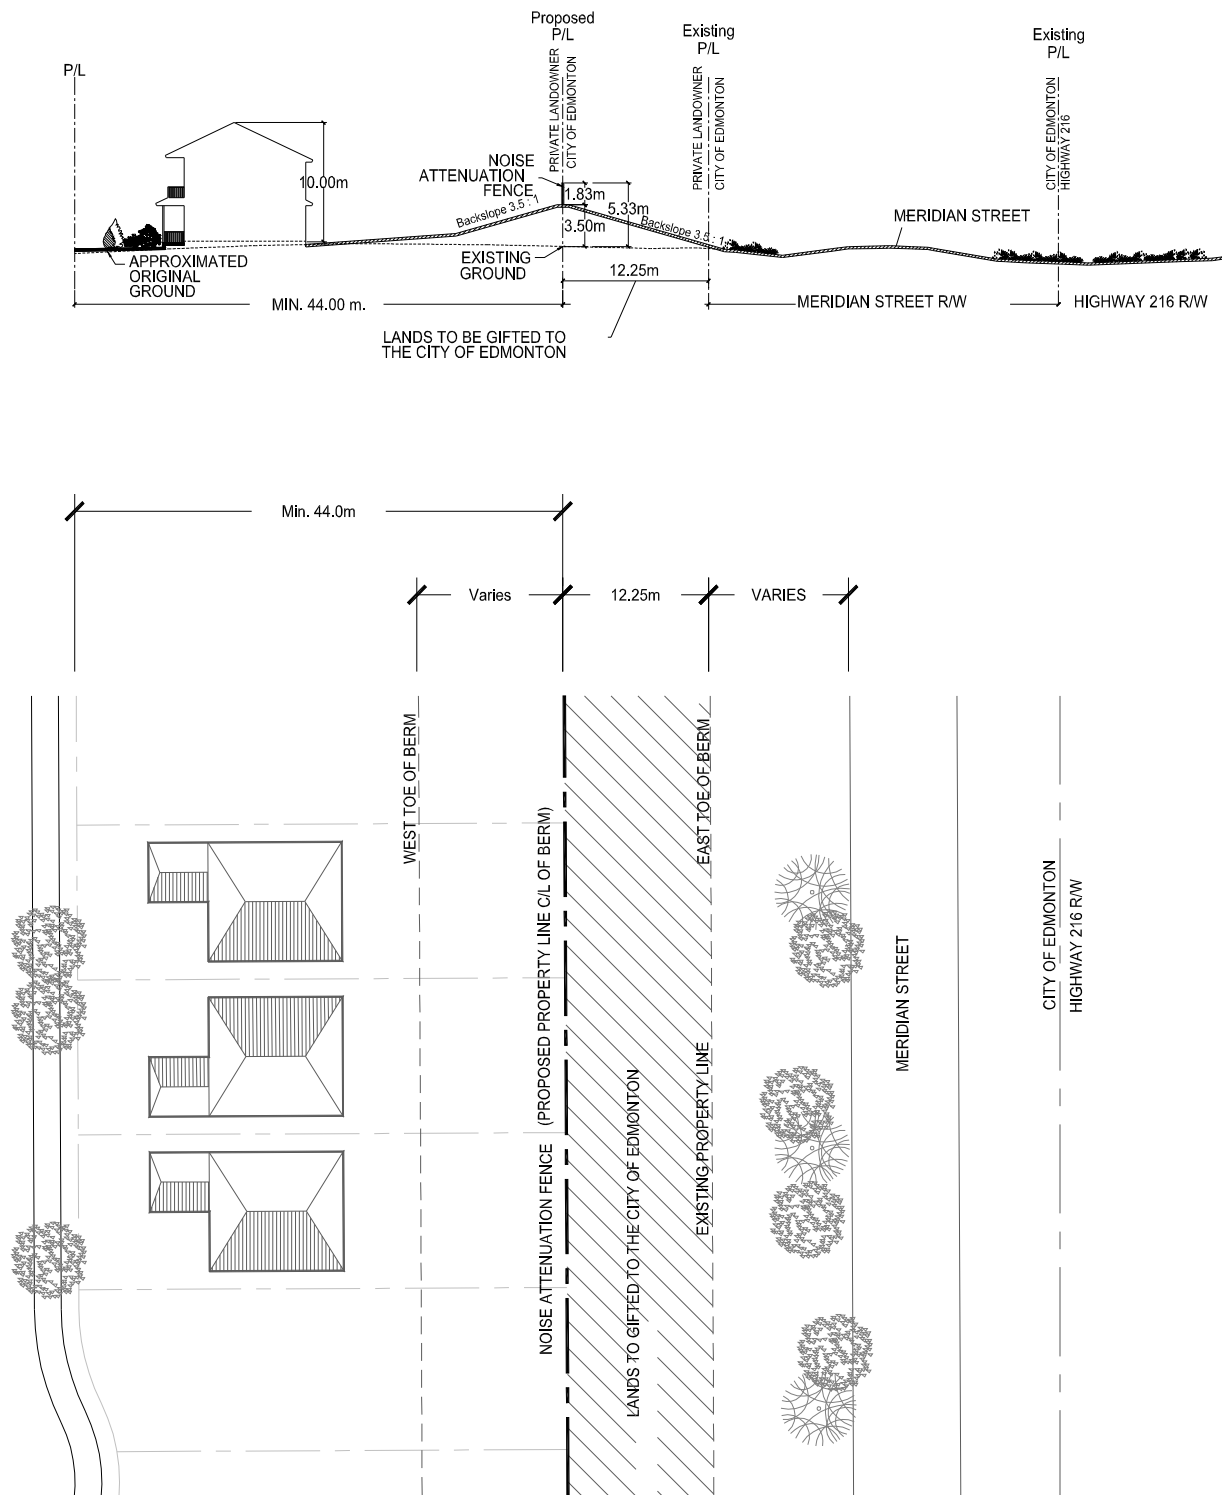 Proposed
P/L
Existing
P/L
Existing
P/L
P/L
PRIVATE LANDOWNER
CITY OF EDMONTON
PRIVATE LANDOWNER
CITY OF EDMONTON
CITY OF EDMONTON
HIGHWAY 216
NOISE
ATTENUATION
FENCE
10.00m
1.83m
5.33m
3.50m
Backslope 3.5 : 1
Backslope 3.5 : 1
MERIDIAN STREET
APPROXIMATED
ORIGINAL
GROUND
EXISTING
GROUND
12.25m
MIN. 44.00 m.
MERIDIAN STREET R/W
HIGHWAY 216 R/W
LANDS TO BE GIFTED TO
THE CITY OF EDMONTON
Min. 44.0m
Varies
12.25m
VARIES
WEST TOE OF BERM
NOISE ATTENUATION FENCE (PROPOSED PROPERTY LINE C/L OF BERM)
LANDS TO GIFTED TO THE CITY OF EDMONTON
EAST TOE OF BERM
EXISTING PROPERTY LINE
MERIDIAN STREET
CITY OF EDMONTON
HIGHWAY 216 R/W